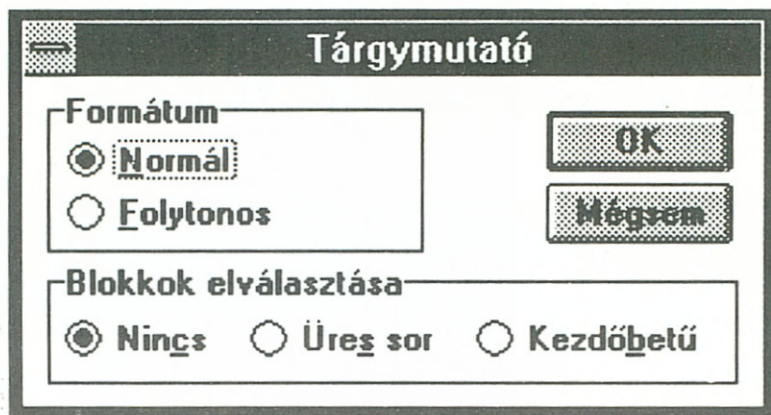 Tárgymutató
Formátum
Normál
Folytonos
OK
Mégsem
Blokkok elválasztása
Nincs Üres sor Kezdőbetű